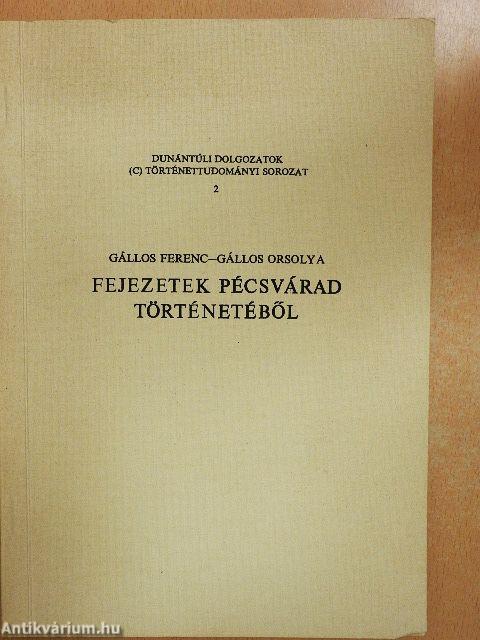 DUNÁNTÚLI DOLGOZATOK
(C) TÖRTÉNETTUDOMÁNYI SOROZAT
2
GÁLLOS FERENC—GÁLLOS ORSOLYA
FEJEZETEK PÉCSVÁRAD
TÖRTÉNETÉBŐL
Antikvárium.hu